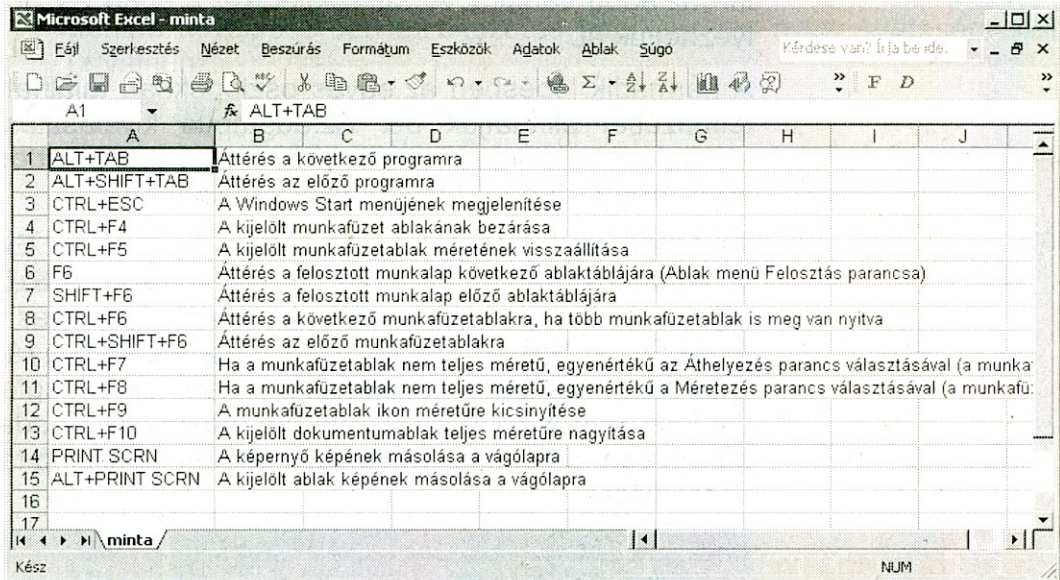 Microsoft Excel - minta
Fájl Szerkesztés Nézet Beszúrás Formátum Eszközök Adatok Ablak Súgó Kérdése van? Írja be ide.
F D
A1 fx ALT+TAB
A B C D E F G H I J
1 ALT+TAB Áttérés a következő programra
2 ALT+SHIFT+TAB Áttérés az előző programra
3 CTRL+ESC A Windows Start menüjének megjelenítése
4 CTRL+F4 A kijelölt munkafüzet ablakának bezárása
5 CTRL+F5 A kijelölt munkafüzetablak méretének visszaállítása
6 F6 Áttérés a felosztott munkalap következő ablaktáblájára (Ablak menü Felosztás parancsa)
7 SHIFT+F6 Áttérés a felosztott munkalap előző ablaktáblájára
8 CTRL+F6 Áttérés a következő munkafüzetablakra, ha több munkafüzetablak is meg van nyitva
9 CTRL+SHIFT+F6 Áttérés az előző munkafüzetablakra
10 CTRL+F7 Ha a munkafüzetablak nem teljes méretű, egyenértékű az Áthelyezés parancs választásával (a munka
11 CTRL+F8 Ha a munkafüzetablak nem teljes méretű, egyenértékű a Méretezés parancs választásával (a munkafü
12 CTRL+F9 A munkafüzetablak ikon méretűre kicsinyítése
13 CTRL+F10 A kijelölt dokumentumablak teljes méretűre nagyítása
14 PRINT SCRN A képernyő képének másolása a vágólapra
15 ALT+PRINT SCRN A kijelölt ablak képének másolása a vágólapra
16
17
minta
Kész NUM